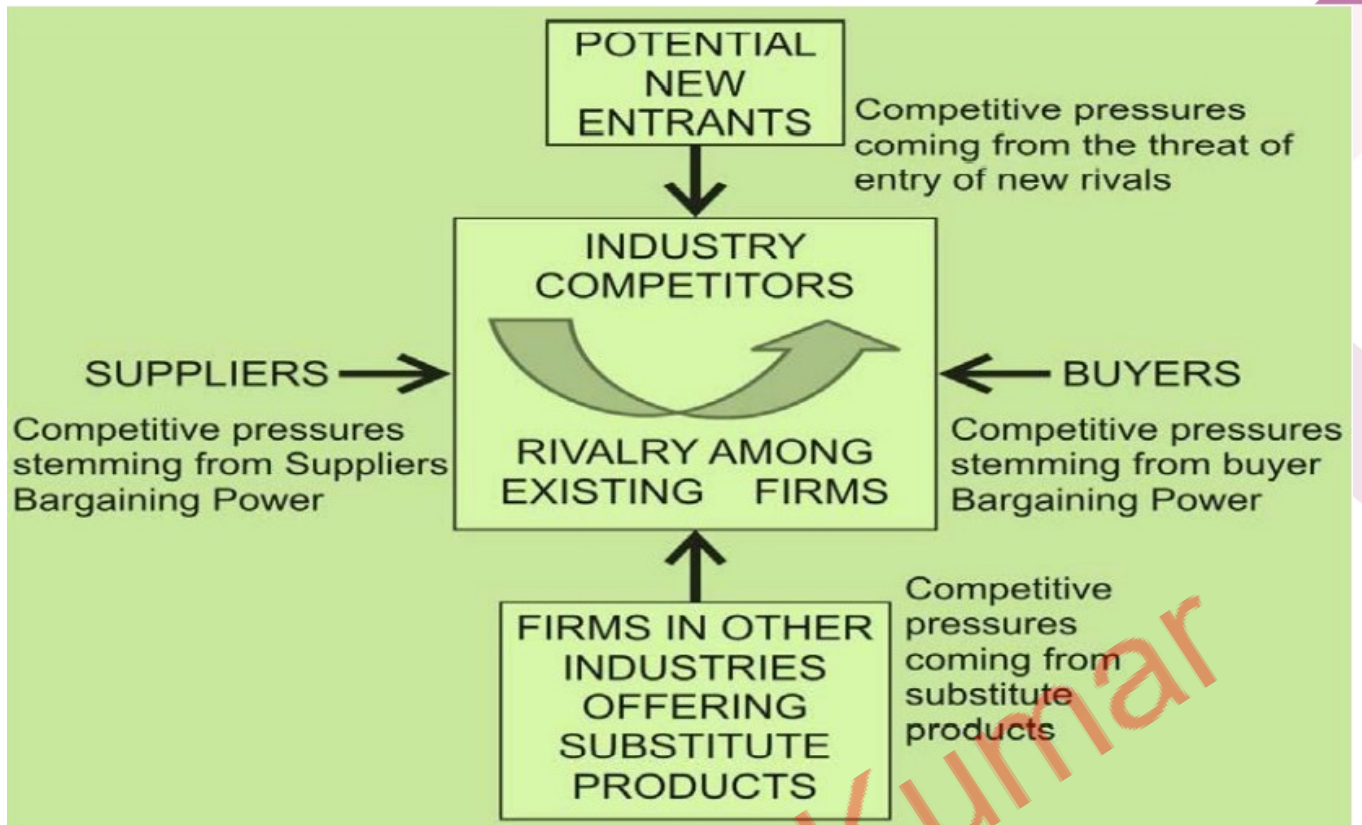 POTENTIAL
NEW
ENTRANTS
Competitive pressures
coming from the threat of
entry of new rivals
INDUSTRY
COMPETITORS
SUPPLIERS
Competitive pressures
stemming from Suppliers
Bargaining Power
BUYERS
Competitive pressures
stemming from buyer
Bargaining Power
RIVALRY AMONG
EXISTING FIRMS
FIRMS IN OTHER
INDUSTRIES
OFFERING
SUBSTITUTE
PRODUCTS
Competitive
pressures
coming from
substitute
products
Kumar